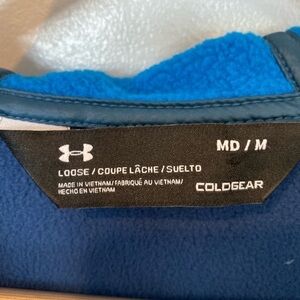 MD / M
LOOSE / COUPE LÂCHE / SUELTO
MADE IN VIETNAM/FABRIQUÉ AU VIETNAM/
HECHO EN VIETNAM
COLDGEAR